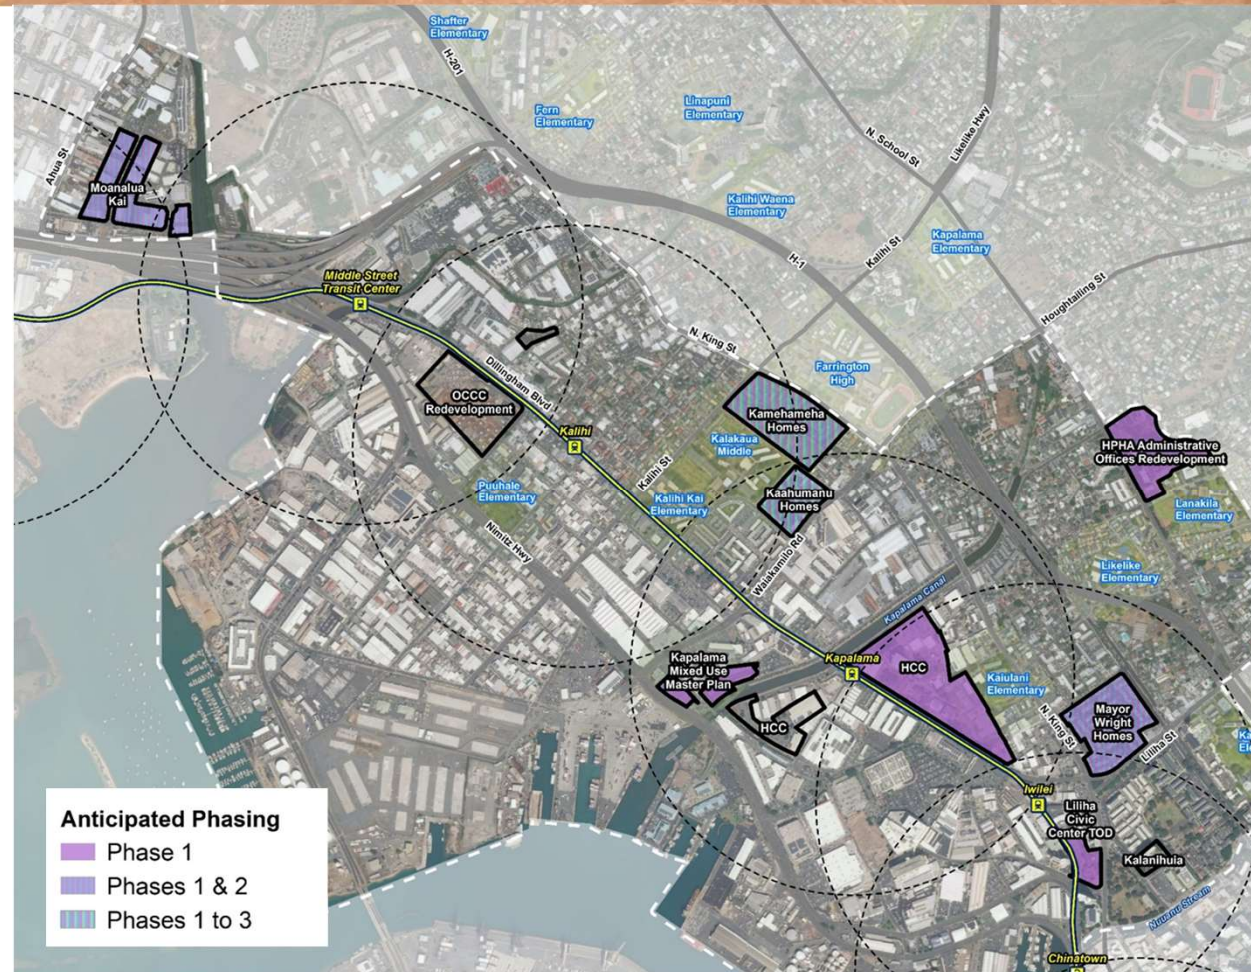 Shafter
Elementary
H-201
Fern
Elementary
Linapuni
Elementary
N. School St
Likelike Hwy
Ahua St
Moanalua
Kai
Kalihi Waena
Elementary
Kapalama
Elementary
Kalihi St
H-1
Houghtailing St
Middle Street
Transit Center
N. King St
Dillingham Blvd
Farrington
High
OCCC
Redevelopment
Kamehameha
Homes
Kalihi
Kalakaua
Middle
HPHA Administrative
Offices Redevelopment
Kalihi St
Puuhale
Elementary
Kalihi Kai
Elementary
Kaahumanu
Homes
Lanakila
Elementary
Nimitz Hwy
Waiakamilo Rd
Likelike
Elementary
Kapalama Canal
Kapalama
Mixed Use
Master Plan
Kapalama
HCC
Kaiulani
Elementary
HCC
N. King St
Mayor
Wright
Homes
Liliha St
Iwilei
Liliha
Civic
Center TOD
Kalanihuia
Nuuanu Stream
Chinatown
Anticipated Phasing
Phase 1
Phases 1 & 2
Phases 1 to 3